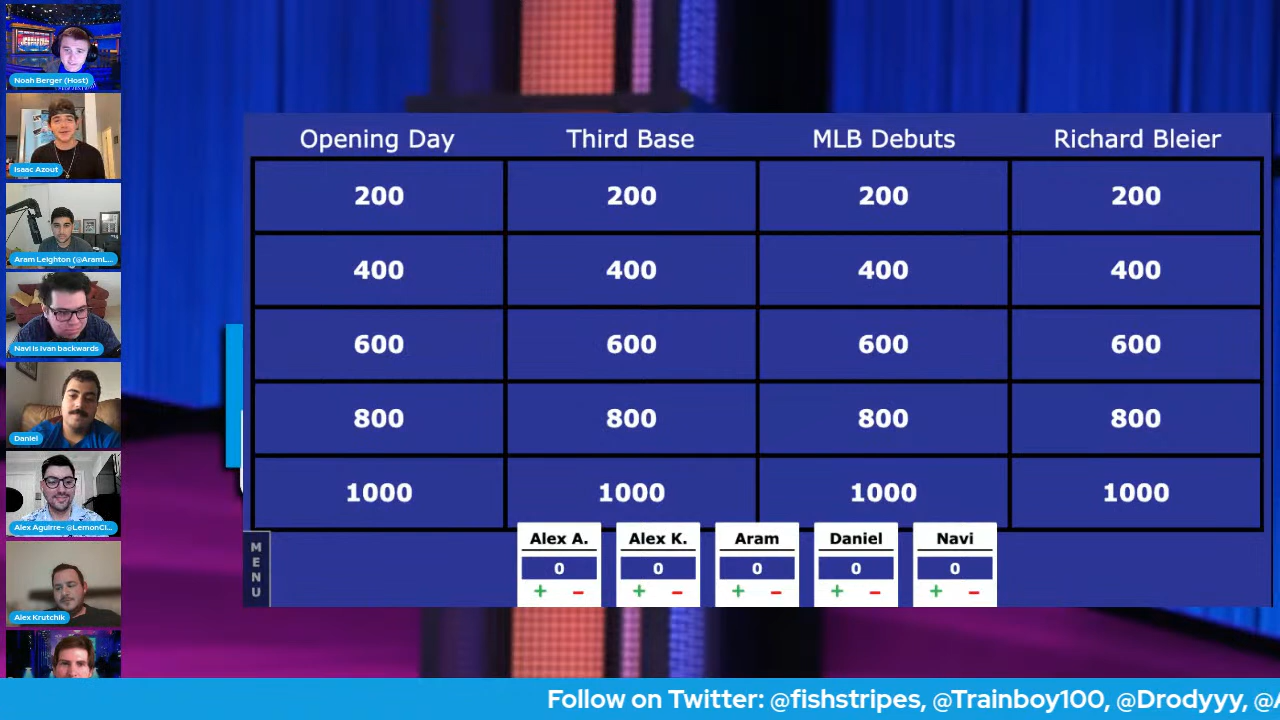 Noah Berger (Host)
Isaac Azout
Aram Leighton (@AramL...
Navi is Ivan backwards
Daniel
Alex Aguirre- @LemonCi...
Alex Krutchik
Opening Day Third Base MLB Debuts Richard Bleier
200 200 200 200
400 400 400 400
600 600 600 600
800 800 800 800
1000 1000 1000 1000
MENU
Alex A. Alex K. Aram Daniel Navi
0 0 0 0 0
+ - + - + - + - + -
Follow on Twitter: @fishstripes, @Trainboy100, @Drodyyy, @A